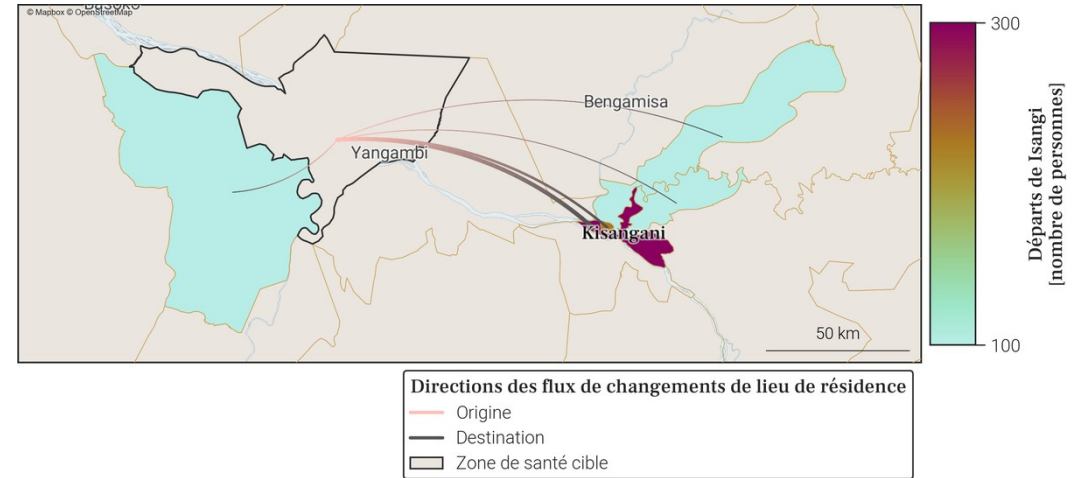 © Mapbox © OpenStreetMap
Basoko
Bengamisa
Yangambi
Kisangani
50 km
300
100
Départs de Isangi
[nombre de personnes]
Directions des flux de changements de lieu de résidence
Origine
Destination
Zone de santé cible